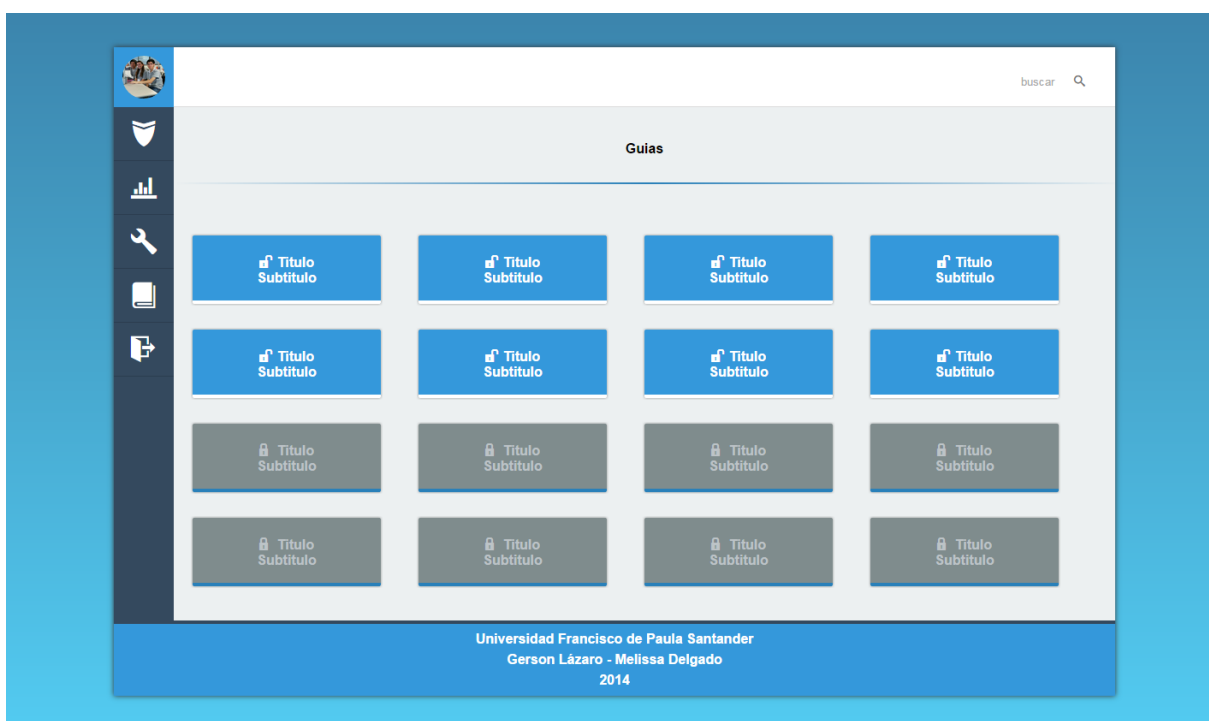 buscar
Guias
Titulo
Subtitulo
Titulo
Subtitulo
Titulo
Subtitulo
Titulo
Subtitulo
Titulo
Subtitulo
Titulo
Subtitulo
Titulo
Subtitulo
Titulo
Subtitulo
Titulo
Subtitulo
Titulo
Subtitulo
Titulo
Subtitulo
Titulo
Subtitulo
Titulo
Subtitulo
Titulo
Subtitulo
Titulo
Subtitulo
Titulo
Subtitulo
Universidad Francisco de Paula Santander
Gerson Lázaro - Melissa Delgado
2014